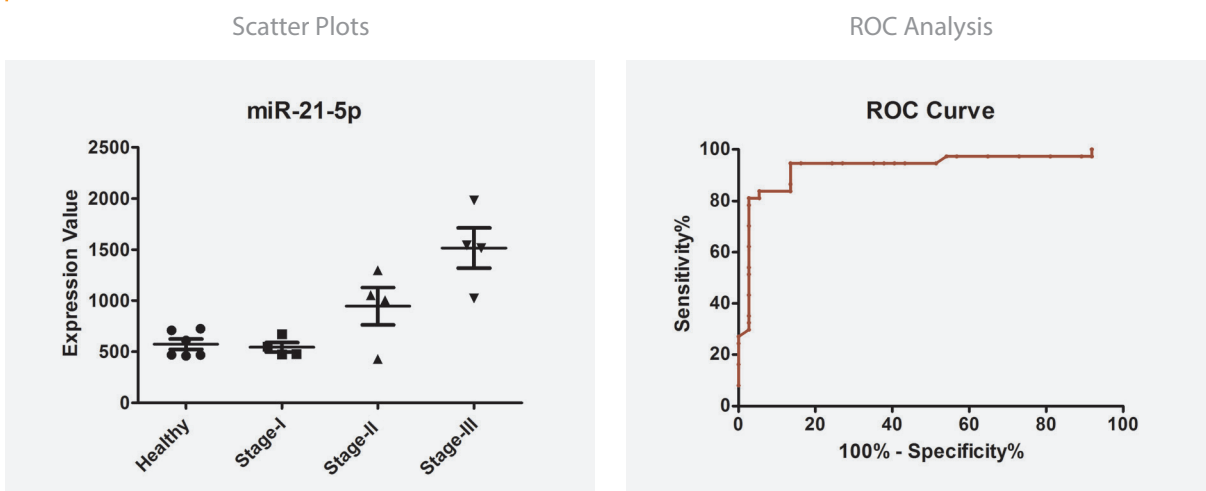 Scatter Plots
miR-21-5p
Expression Value
2500
2000
1500
1000
500
0
Healthy
Stage-I
Stage-II
Stage-III
ROC Analysis
ROC Curve
Sensitivity%
100
80
60
40
20
0
0 20 40 60 80 100
100% - Specificity%